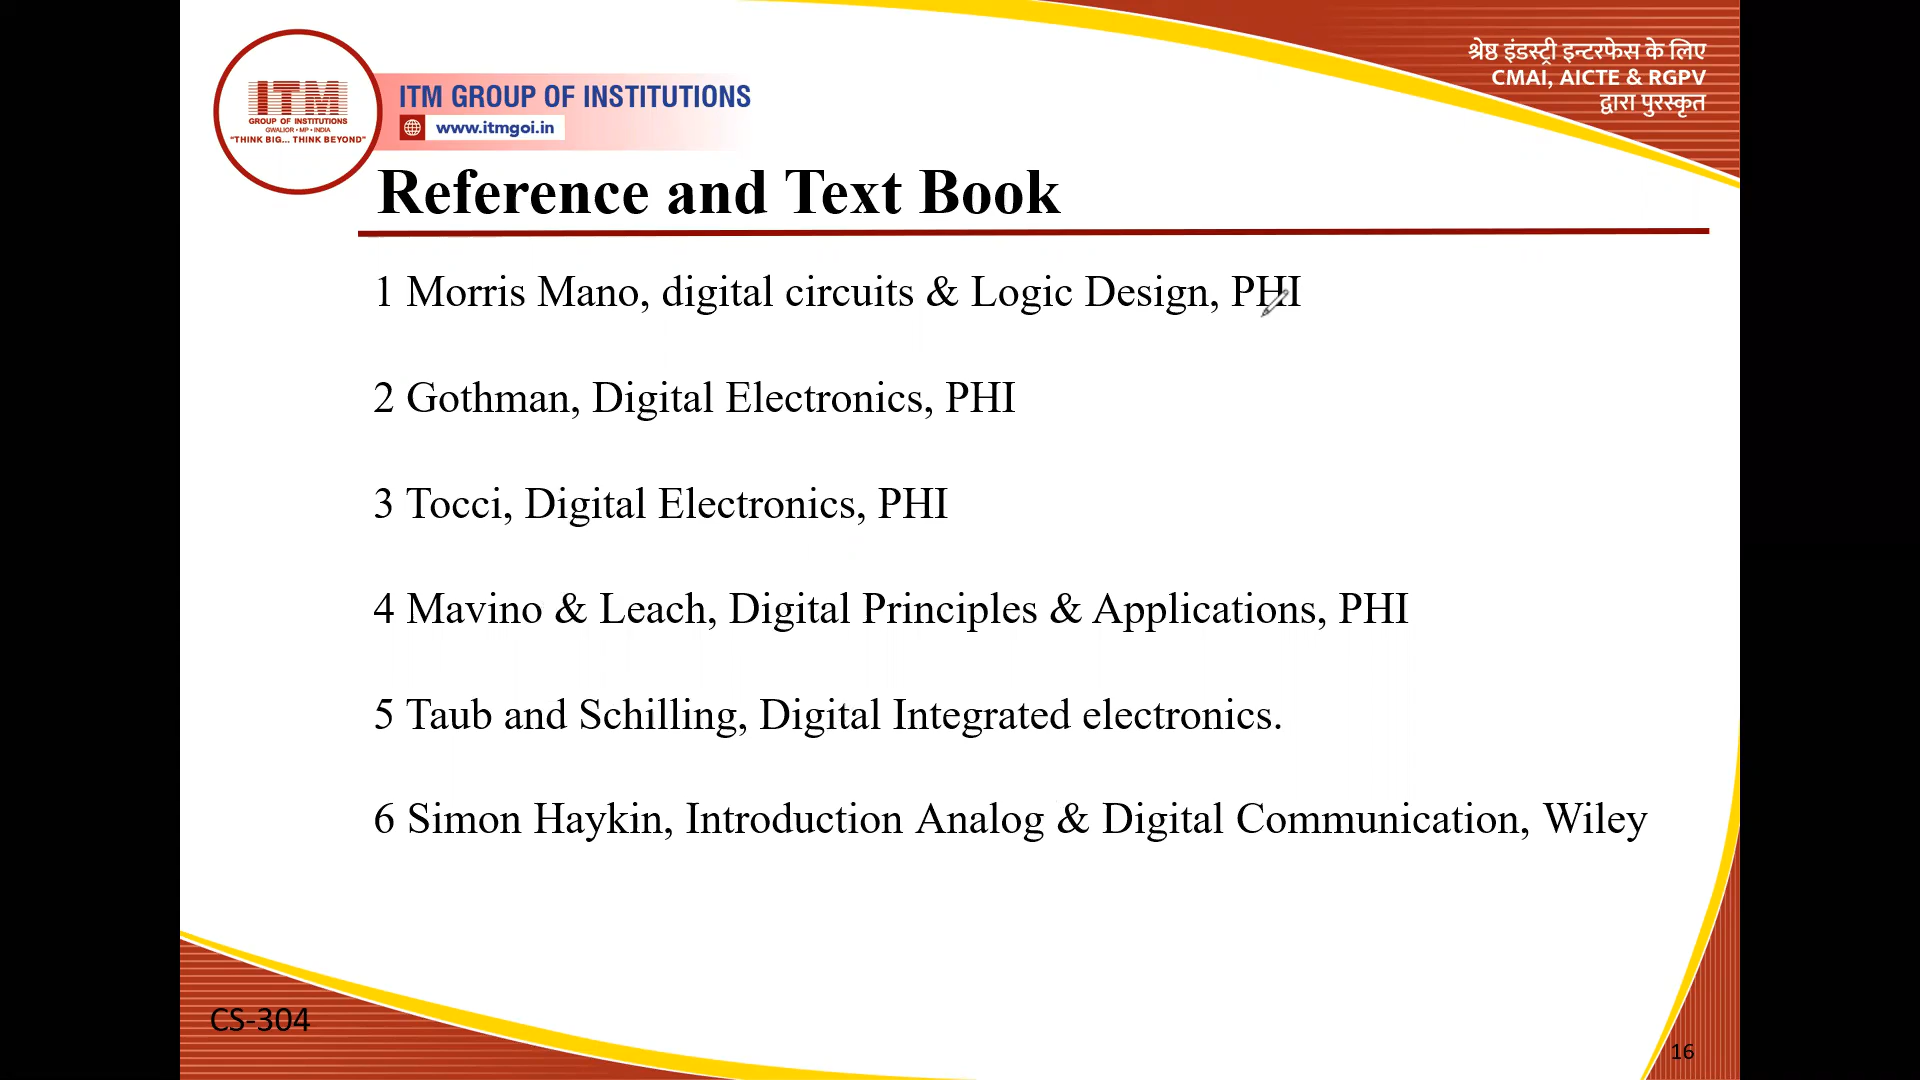 ITM
GROUP OF INSTITUTIONS
GWALIOR • MP • INDIA
"THINK BIG... THINK BEYOND"
ITM GROUP OF INSTITUTIONS
www.itmgoi.in
श्रेष्ठ इंडस्ट्री इन्टरफेस के लिए
CMAI, AICTE & RGPV
द्वारा पुरस्कृत
Reference and Text Book
1 Morris Mano, digital circuits & Logic Design, PHI
2 Gothman, Digital Electronics, PHI
3 Tocci, Digital Electronics, PHI
4 Mavino & Leach, Digital Principles & Applications, PHI
5 Taub and Schilling, Digital Integrated electronics.
6 Simon Haykin, Introduction Analog & Digital Communication, Wiley
CS-304
16